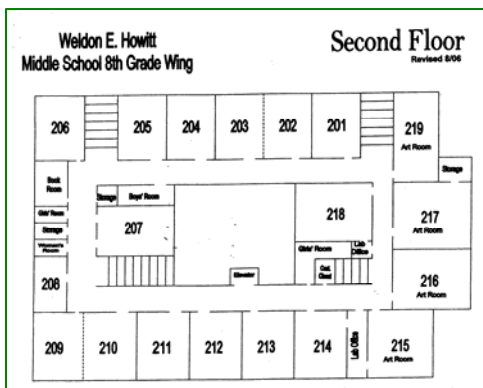 Weldon E. Howitt
Middle School 8th Grade Wing
Second Floor
Revised 8/06
206
205
204
203
202
201
219
Art Room
Storage
Book
Room
Girls' Room
Storage
Women's
Room
Storage
Boys' Room
207
218
Girls' Room
Lab
Office
217
Art Room
208
Elevator
216
Art Room
209
210
211
212
213
214
Lab Office
215
Art Room